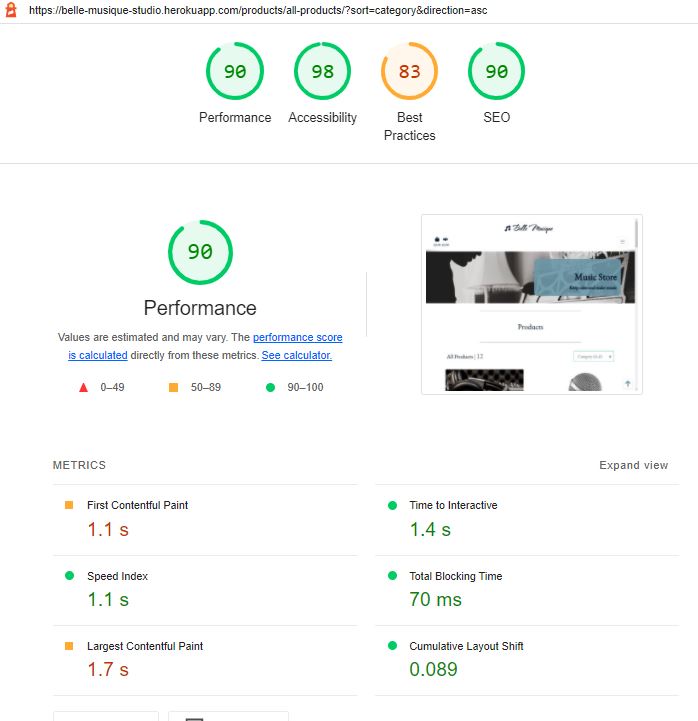 https://belle-musique-studio.herokuapp.com/products/all-products/?sort=category&direction=asc
90
98
83
90
Performance
Accessibility
Best
Practices
SEO
90
Performance
Values are estimated and may vary. The performance score
is calculated directly from these metrics. See calculator.
0–49
50–89
90–100
Belle Musique
Music Store
Products
All Products | 12
METRICS
Expand view
First Contentful Paint
1.1 s
Time to Interactive
1.4 s
Speed Index
1.1 s
Total Blocking Time
70 ms
Largest Contentful Paint
1.7 s
Cumulative Layout Shift
0.089